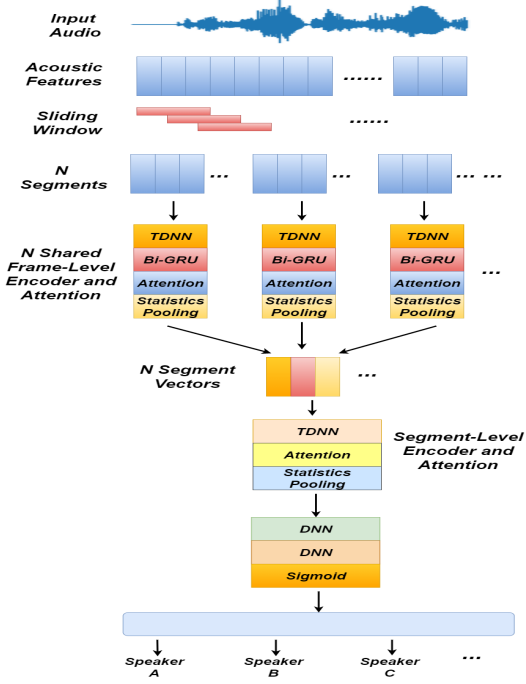 Input
Audio
Acoustic
Features
......
Sliding
Window
......
N
Segments
... ... ... ...
N Shared
Frame-Level
Encoder and
Attention
TDNN TDNN TDNN
Bi-GRU Bi-GRU Bi-GRU
Attention Attention Attention
Statistics Statistics Statistics
Pooling Pooling Pooling
...
N Segment
Vectors
...
TDNN
Attention
Statistics
Pooling
Segment-Level
Encoder and
Attention
DNN
DNN
Sigmoid
Speaker Speaker Speaker ...
A B C